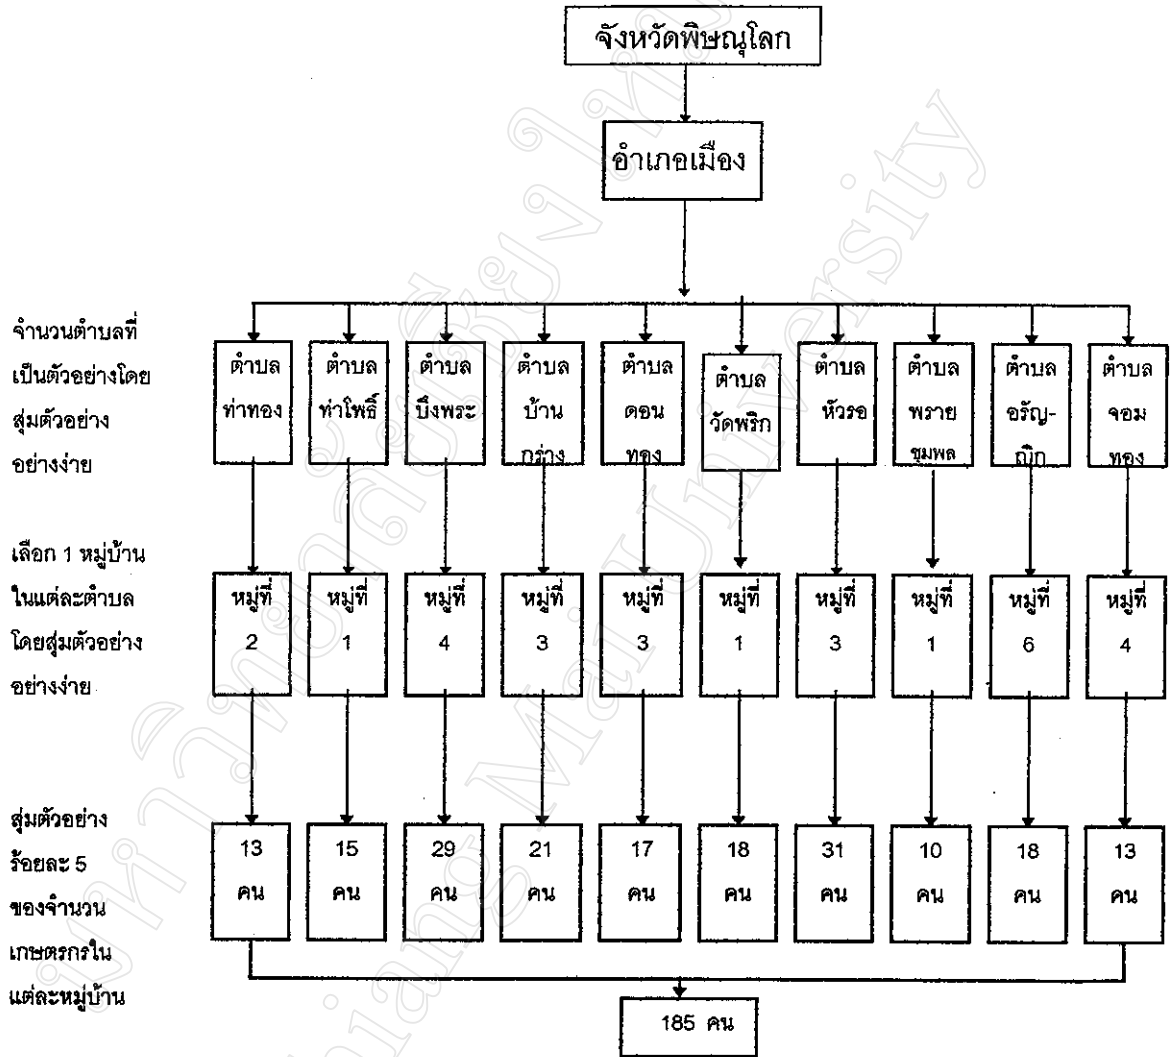 จังหวัดพิษณุโลก
อำเภอเมือง
จำนวนตำบลที่
เป็นตัวอย่างโดย
สุ่มตัวอย่าง
อย่างง่าย
ตำบล
ท่าทอง
ตำบล
ท่าโพธิ์
ตำบล
บึงพระ
ตำบล
บ้าน
กร่าง
ตำบล
ดอน
ทอง
ตำบล
วัดพริก
ตำบล
หัวรอ
ตำบล
พราย
ชุมพล
ตำบล
อรัญ-
ญิก
ตำบล
จอม
ทอง
เลือก 1 หมู่บ้าน
ในแต่ละตำบล
โดยสุ่มตัวอย่าง
อย่างง่าย
หมู่ที่
2
หมู่ที่
1
หมู่ที่
4
หมู่ที่
3
หมู่ที่
3
หมู่ที่
1
หมู่ที่
3
หมู่ที่
1
หมู่ที่
6
หมู่ที่
4
สุ่มตัวอย่าง
ร้อยละ 5
ของจำนวน
เกษตรกรใน
แต่ละหมู่บ้าน
13
คน
15
คน
29
คน
21
คน
17
คน
18
คน
31
คน
10
คน
18
คน
13
คน
185 คน
Chiang Mai University